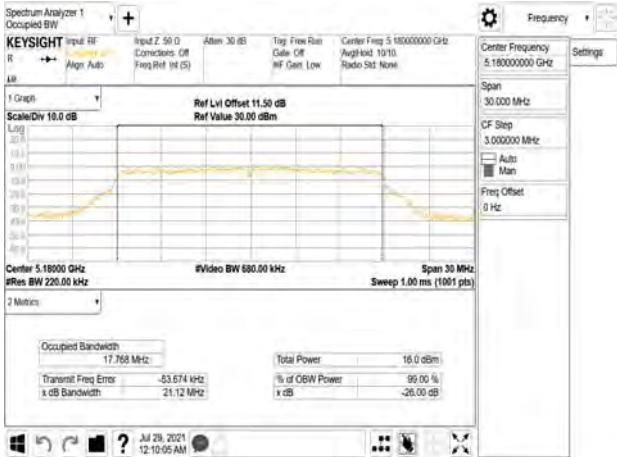 Spectrum Analyzer 1
Occupied BW
+
Frequency
KEYSIGHT
Input: RF
R
Align: Auto
Input Z: 50 Ω
Corrections: Off
Freq Ref: Int (S)
Atten: 30 dB
Trig: Free Run
Gate: Off
#IF Gain: Low
Center Freq: 5.180000000 GHz
Avg|Hold: 10/10
Radio Std: None
Center Frequency
5.180000000 GHz
Settings
Span
30.000 MHz
CF Step
3.000000 MHz
Auto
Man
Freq Offset
0 Hz
1 Graph
Scale/Div 10.0 dB
Ref Lvl Offset 11.50 dB
Ref Value 30.00 dBm
Log
Center 5.18000 GHz
#Res BW 220.00 kHz
#Video BW 680.00 kHz
Span 30 MHz
Sweep 1.00 ms (1001 pts)
2 Metrics
Occupied Bandwidth
17.768 MHz
Total Power
16.0 dBm
Transmit Freq Error
-53.674 kHz
% of OBW Power
99.00 %
x dB Bandwidth
21.12 MHz
x dB
-26.00 dB
?
Jul 29, 2021
12:10:05 AM